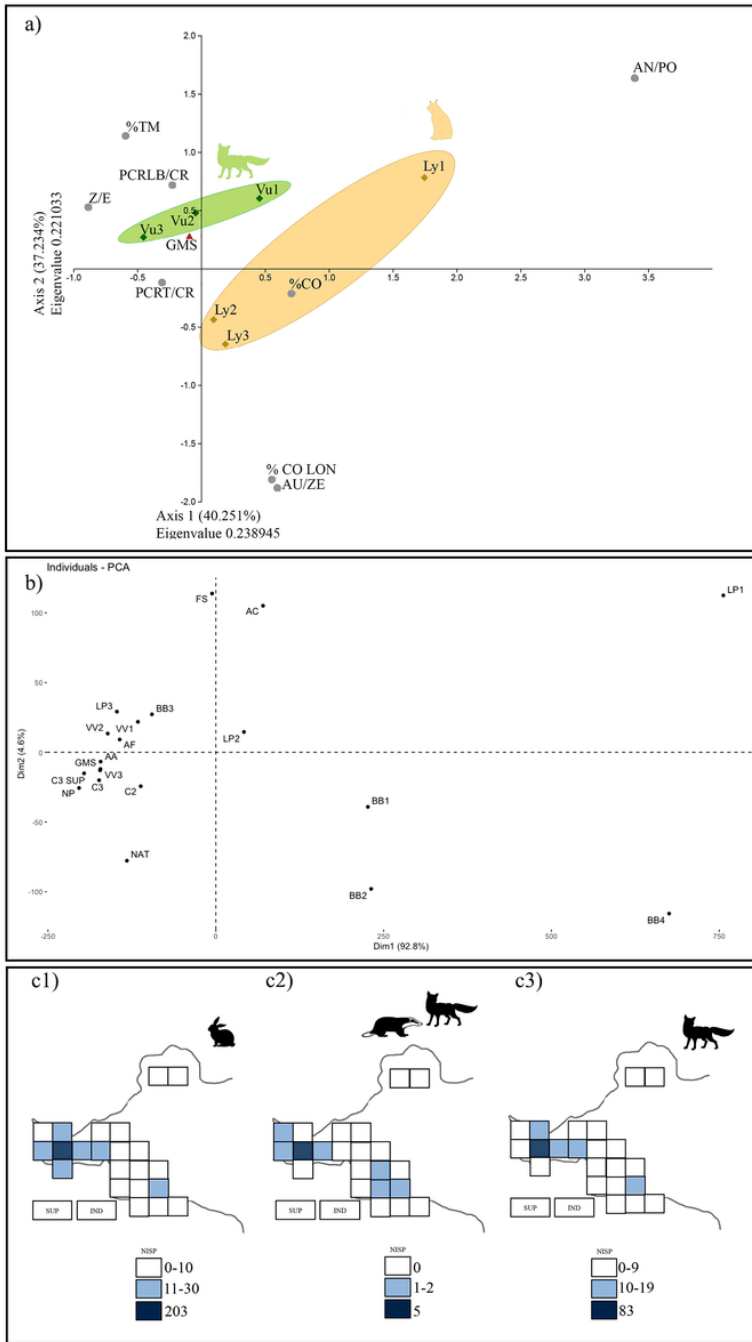 a)
2.0
AN/PO
1.5
%TM
1.0
PCRLB/CR
Ly1
Vu1
Z/E
0.5
Vu2
Vu3
GMS
-1.0
-0.5
0.5
1.0
1.5
2.0
2.5
3.0
3.5
PCRT/CR
%CO
Ly2
-0.5
Ly3
-1.0
-1.5
% CO LON
AU/ZE
-2.0
Axis 2 (37.234%)
Eigenvalue 0.221033
Axis 1 (40.251%)
Eigenvalue 0.238945
b)
Individuals - PCA
FS
AC
LP1
100
50
LP3
BB3
VV2
VV1
AF
LP2
0
GMS
AA
C3 SUP
VV3
NP
C3
C2
BB1
-50
NAT
BB2
-100
BB4
-250
0
250
500
750
Dim2 (4.6%)
Dim1 (92.8%)
c1)
c2)
c3)
SUP
IND
SUP
IND
SUP
IND
NISP
0-10
11-30
203
NISP
0
1-2
5
NISP
0-9
10-19
83